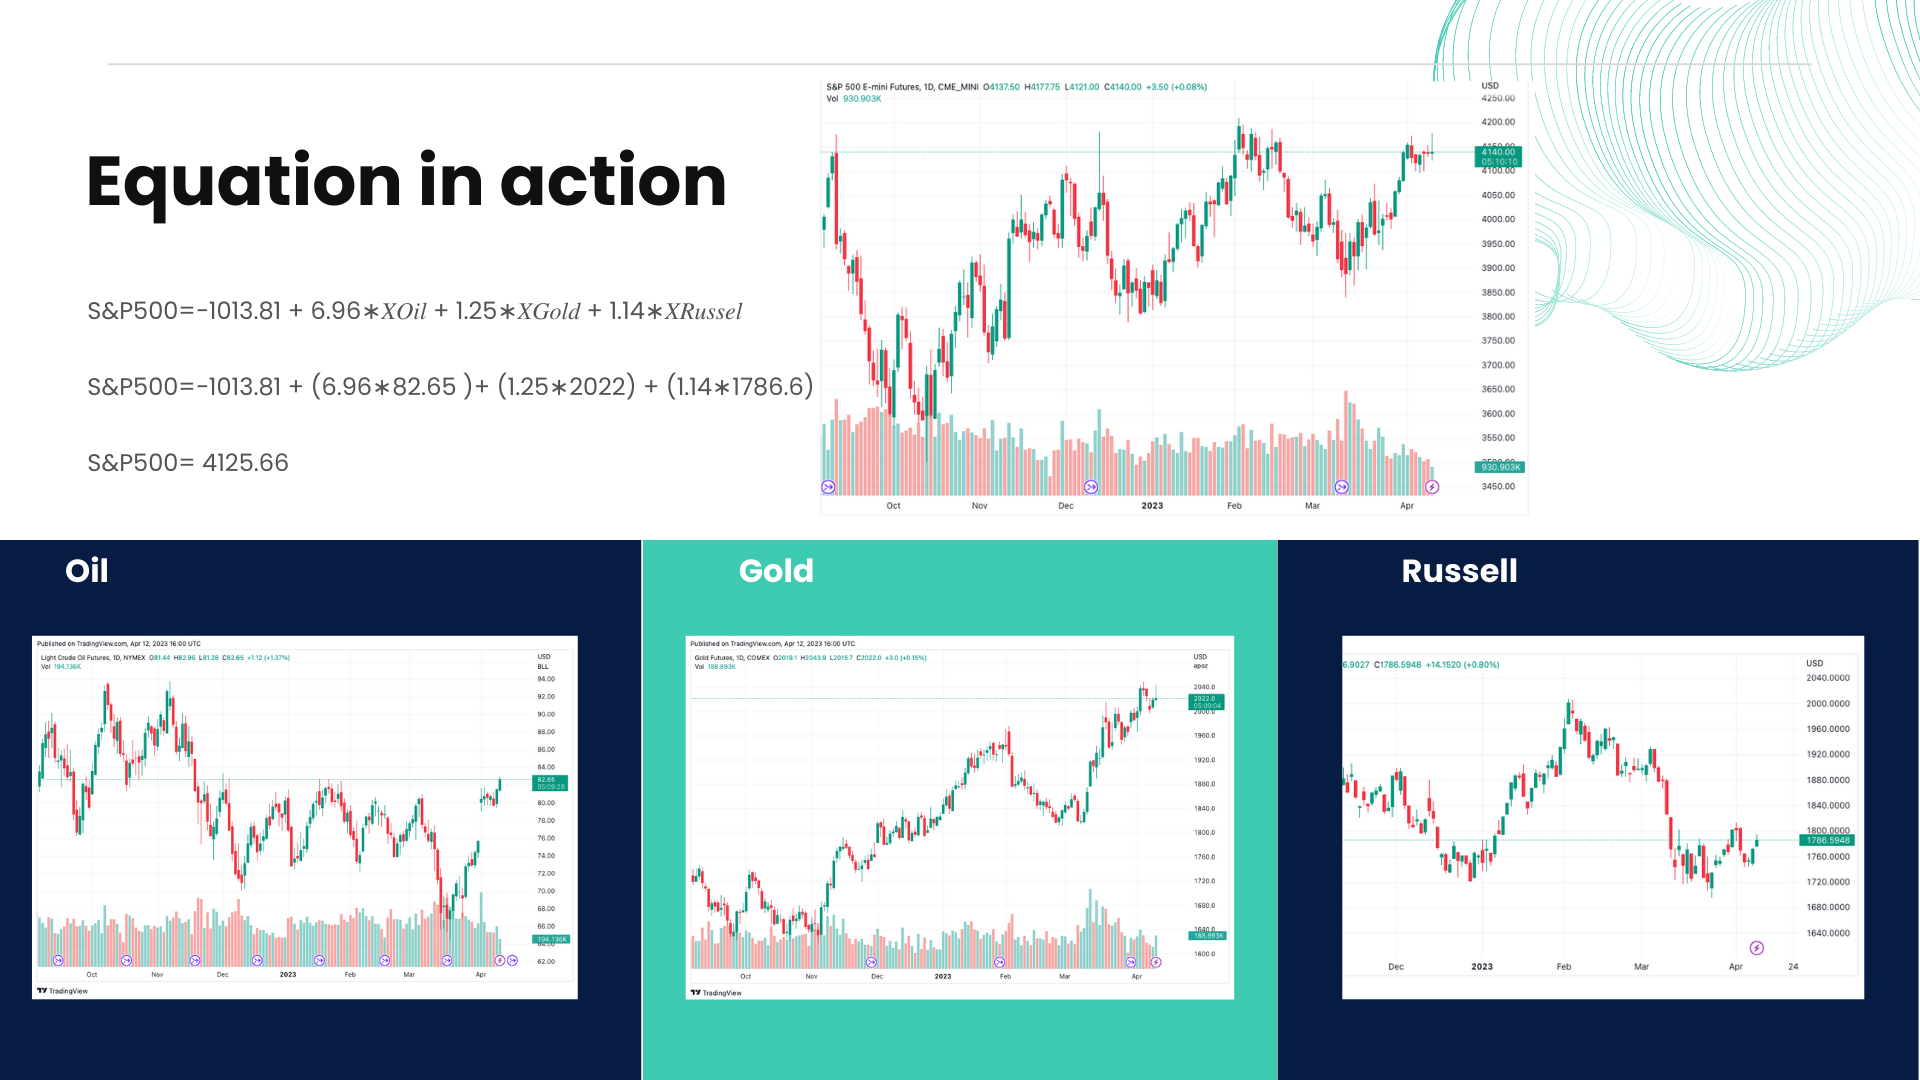 Equation in action
S&P500=-1013.81 + 6.96∗XOil + 1.25∗XGold + 1.14∗XRussel
S&P500=-1013.81 + (6.96∗82.65 )+ (1.25∗2022) + (1.14∗1786.6)
S&P500= 4125.66
S&P 500 E-mini Futures, 1D, CME_MINI O4137.50 H4177.75 L4121.00 C4140.00 +3.50 (+0.08%)
Vol 930.903K
USD
4250.00
4200.00
4150.00
4140.00
05:10:10
4100.00
4050.00
4000.00
3950.00
3900.00
3850.00
3800.00
3750.00
3700.00
3650.00
3600.00
3550.00
3500.00
930.903K
3450.00
Oct Nov Dec 2023 Feb Mar Apr
Oil
Published on TradingView.com, Apr 12, 2023 16:00 UTC
Light Crude Oil Futures, 1D, NYMEX O81.44 H82.96 L81.28 C82.65 +1.12 (+1.37%)
Vol 194.136K
USD
BLL
94.00
92.00
90.00
88.00
86.00
84.00
82.65
05:09:26
80.00
78.00
76.00
74.00
72.00
70.00
68.00
66.00
194.136K
64.00
62.00
Oct Nov Dec 2023 Feb Mar Apr
TradingView
Gold
Published on TradingView.com, Apr 12, 2023 16:00 UTC
Gold Futures, 1D, COMEX O2019.1 H2043.9 L2015.7 C2022.0 +3.0 (+0.15%)
Vol 188.893K
USD
apoz
2040.0
2022.0
05:09:04
2000.0
1960.0
1920.0
1880.0
1840.0
1800.0
1760.0
1720.0
1680.0
1640.0
188.893K
1600.0
Oct Nov Dec 2023 Feb Mar Apr
TradingView
Russell
6.9027 C1786.5948 +14.1520 (+0.80%)
USD
2040.0000
2000.0000
1960.0000
1920.0000
1880.0000
1840.0000
1800.0000
1786.5948
1760.0000
1720.0000
1680.0000
1640.0000
Dec 2023 Feb Mar Apr 24